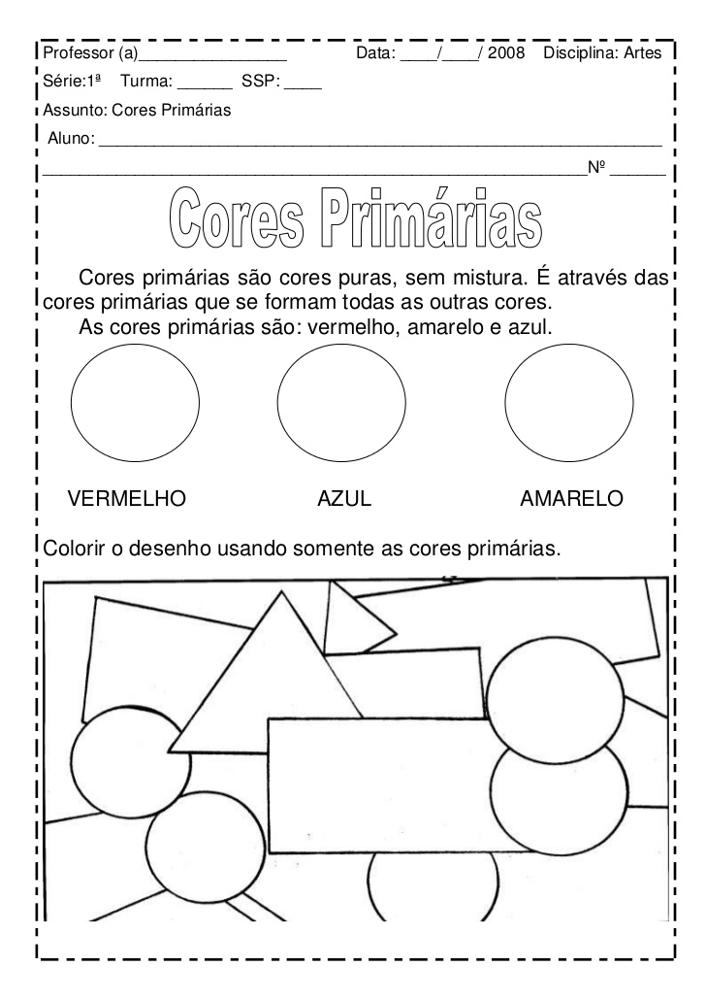 Professor (a)________________ Data: ____/____/ 2008 Disciplina: Artes
Série:1ª Turma: ______ SSP: ____
Assunto: Cores Primárias
Aluno: _____________________________________________________________
___________________________________________________________Nº ______
Cores Primárias
Cores primárias são cores puras, sem mistura. É através das
cores primárias que se formam todas as outras cores.
As cores primárias são: vermelho, amarelo e azul.
VERMELHO AZUL AMARELO
Colorir o desenho usando somente as cores primárias.